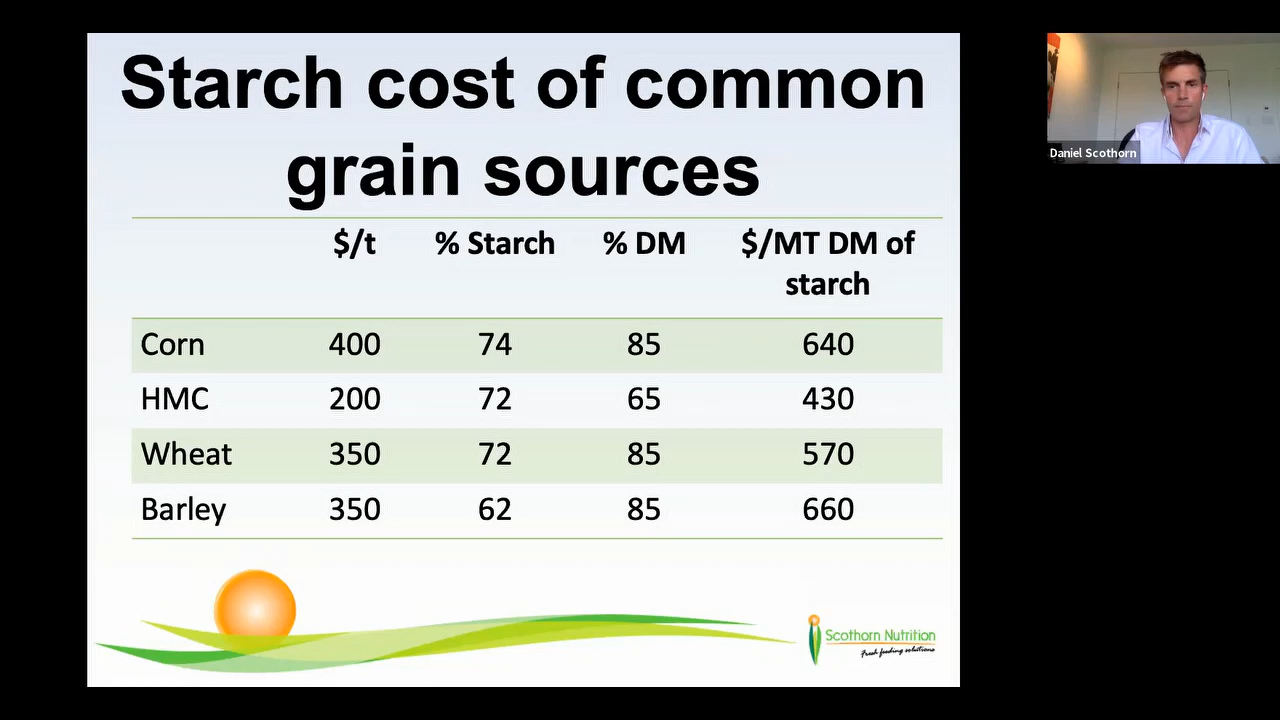 Starch cost of common
grain sources
$/t % Starch % DM $/MT DM of
starch
Corn 400 74 85 640
HMC 200 72 65 430
Wheat 350 72 85 570
Barley 350 62 85 660
Scothorn Nutrition
Fresh feeding solutions
Daniel Scothorn